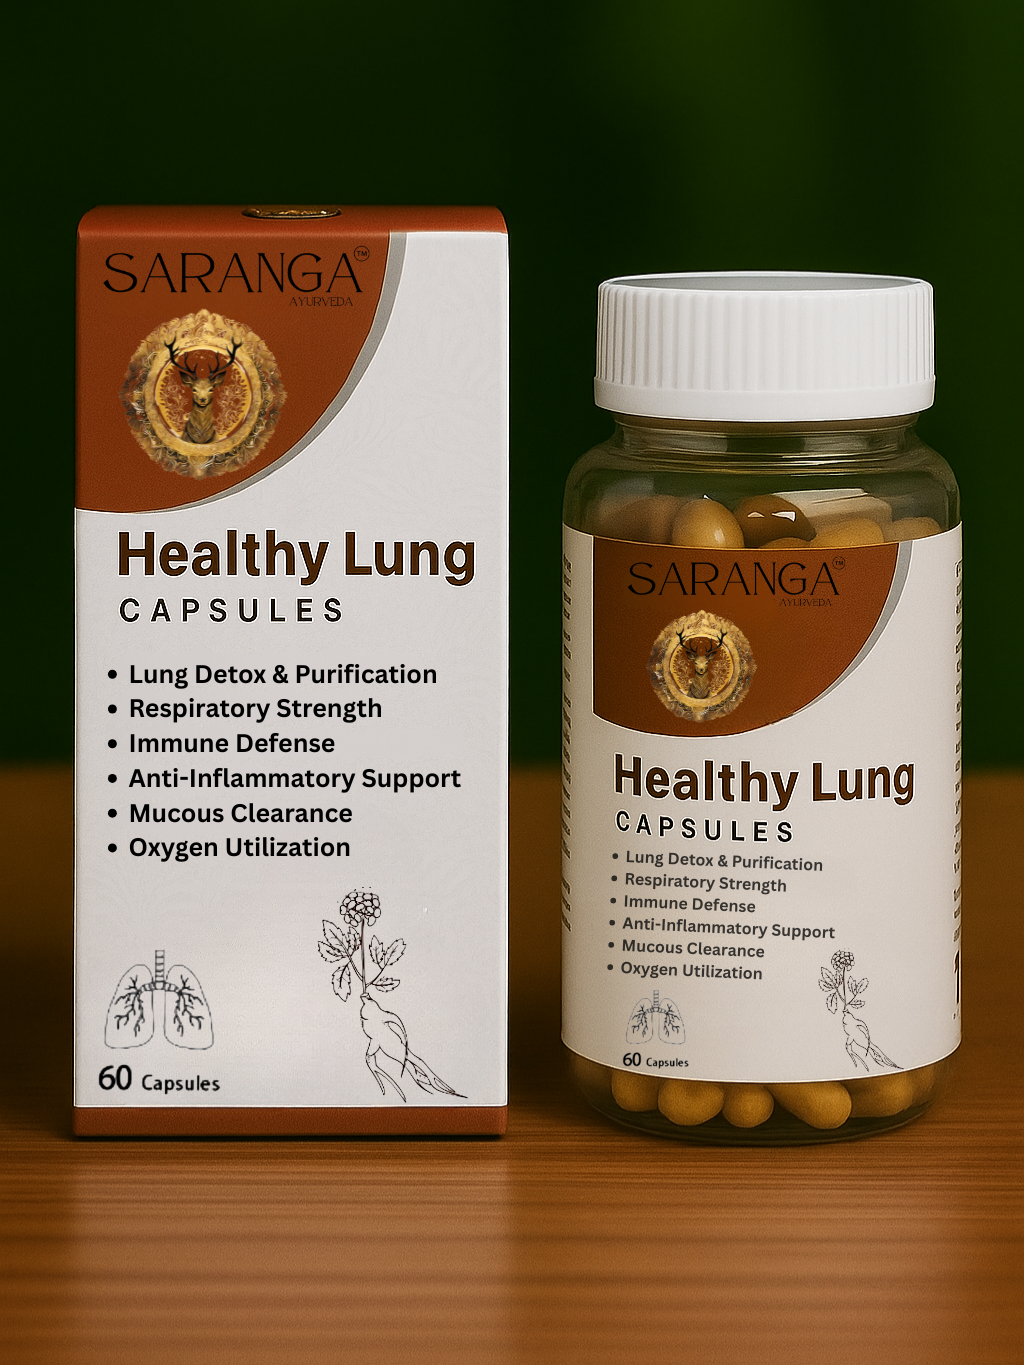 SARANGA™
AYURVEDA
Healthy Lung
CAPSULES
• Lung Detox & Purification
• Respiratory Strength
• Immune Defense
• Anti-Inflammatory Support
• Mucous Clearance
• Oxygen Utilization
60 Capsules
SARANGA™
AYURVEDA
Healthy Lung
CAPSULES
• Lung Detox & Purification
• Respiratory Strength
• Immune Defense
• Anti-Inflammatory Support
• Mucous Clearance
• Oxygen Utilization
60 Capsules